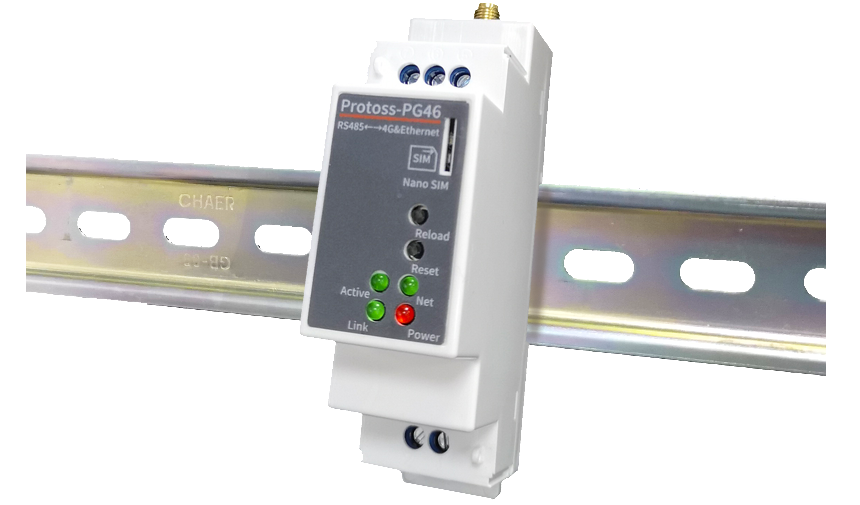 Protoss-PG46
RS485←→4G&Ethernet
SIM
Nano SIM
Reload
Reset
Active
Net
Link
Power
CHAER